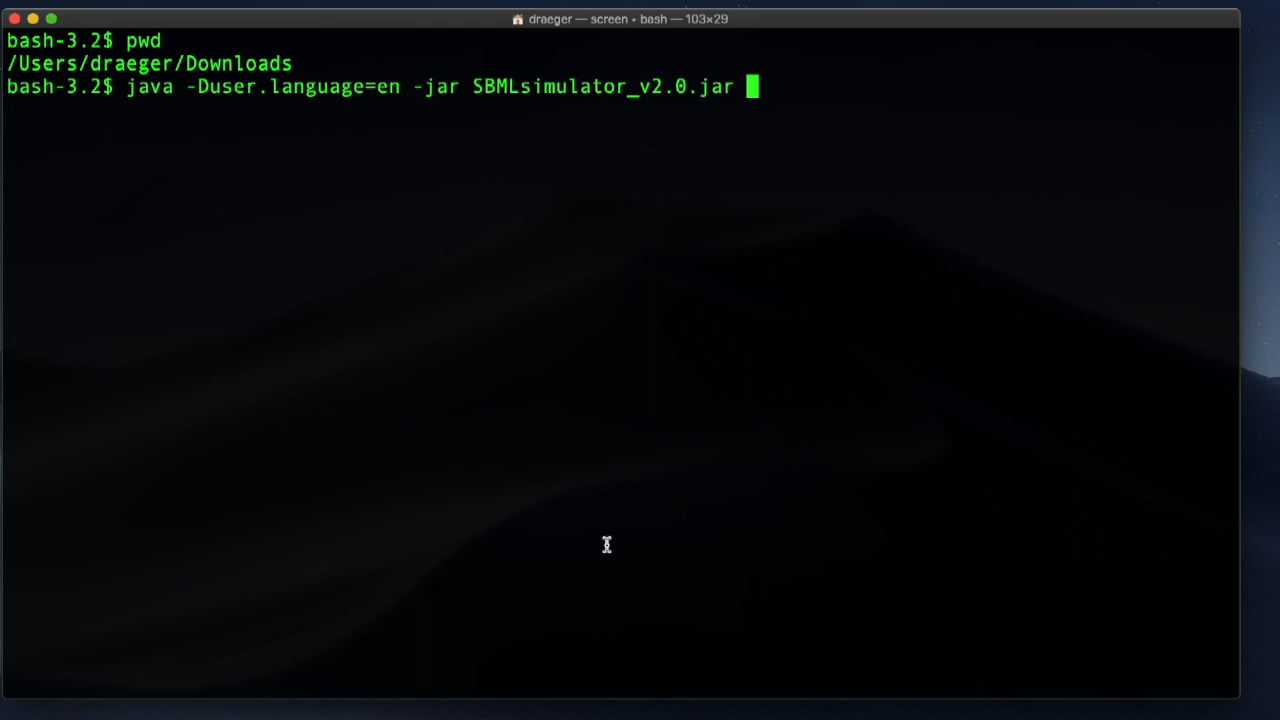 draeger — screen • bash — 103×29
bash-3.2$ pwd
/Users/draeger/Downloads
bash-3.2$ java -Duser.language=en -jar SBMLsimulator_v2.0.jar